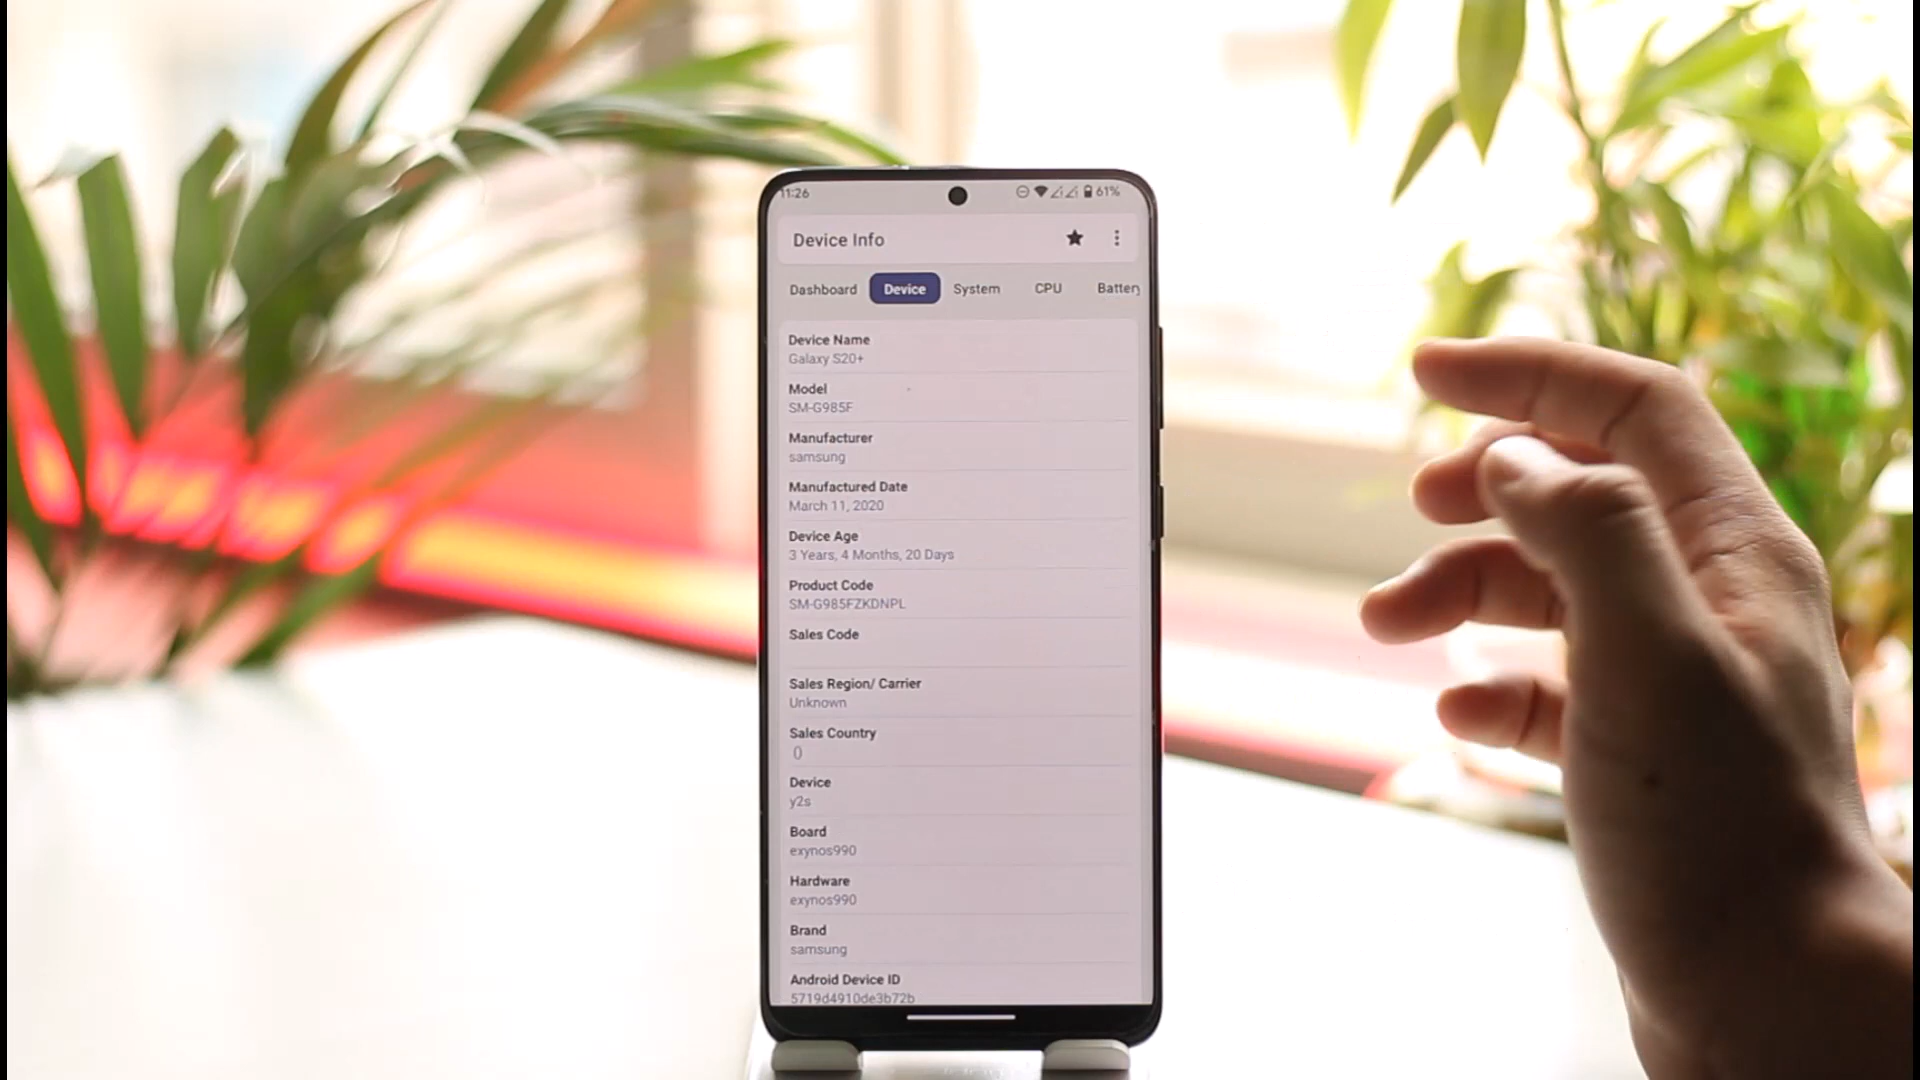 11:26
61%
Device Info
Dashboard Device System CPU Battery
Device Name
Galaxy S20+
Model
SM-G985F
Manufacturer
samsung
Manufactured Date
March 11, 2020
Device Age
3 Years, 4 Months, 20 Days
Product Code
SM-G985FZKDNPL
Sales Code
Sales Region/ Carrier
Unknown
Sales Country
()
Device
y2s
Board
exynos990
Hardware
exynos990
Brand
samsung
Android Device ID
5719d4910de3b72b